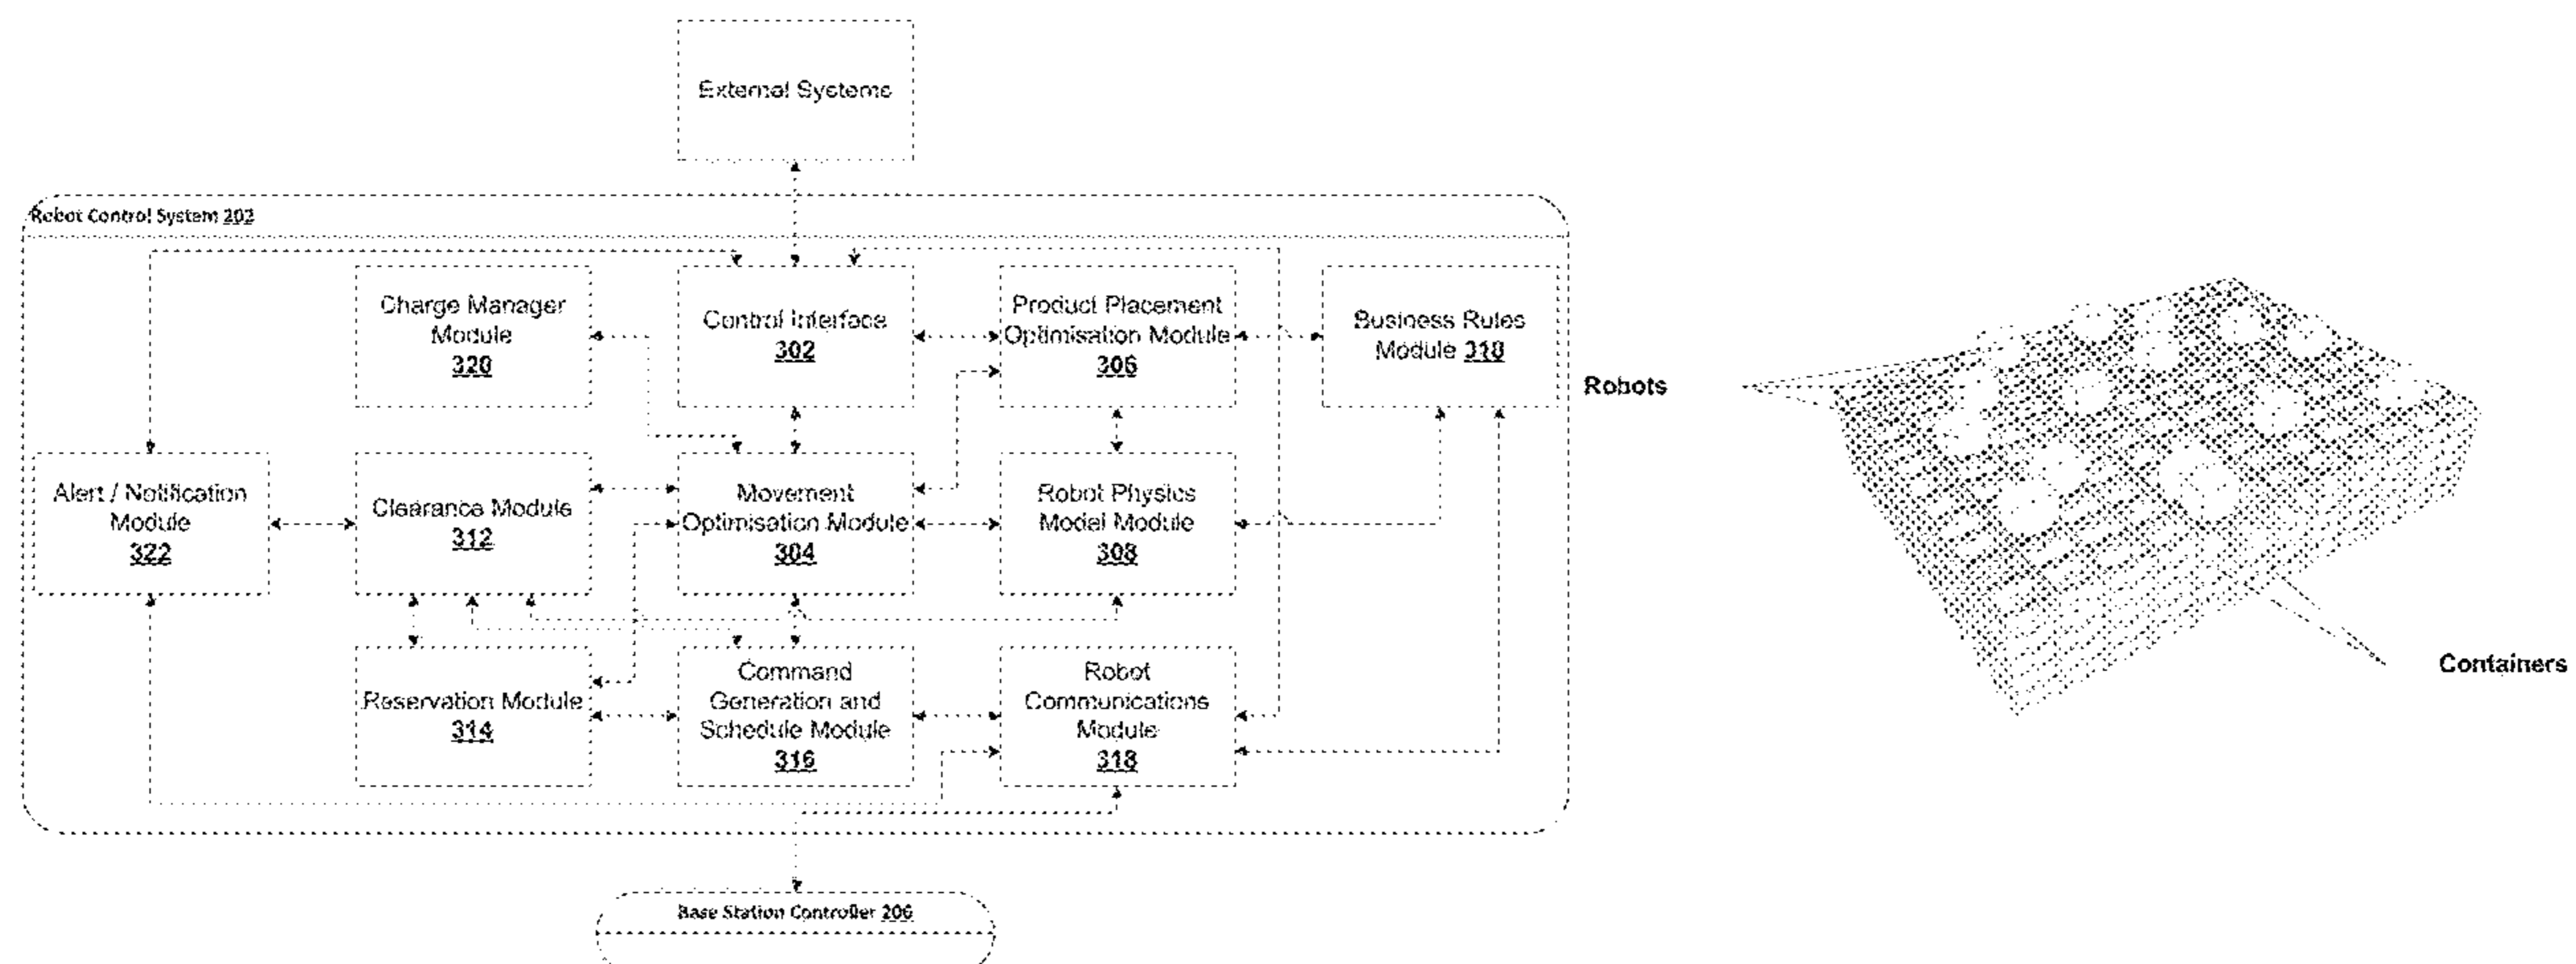 External Systems
Robot Control System 202
Charge Manager
Module
320
Control Interface
302
Product Placement
Optimisation Module
306
Business Rules
Module 310
Robots
Alert / Notification
Module
322
Clearance Module
312
Movement
Optimisation Module
304
Robot Physics
Model Module
308
Reservation Module
314
Command
Generation and
Schedule Module
316
Robot
Communications
Module
318
Containers
Base Station Controller 206